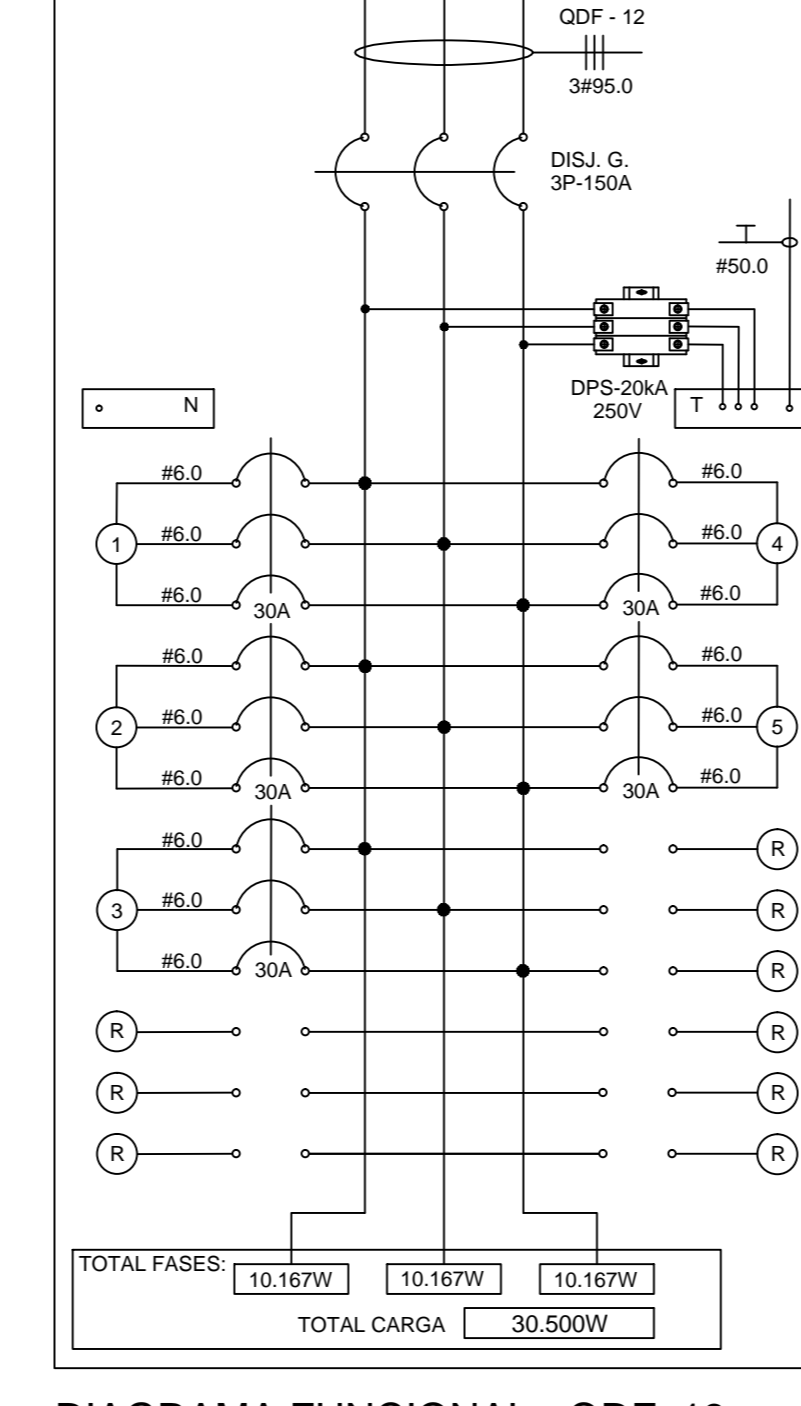 QDF - 12
3#95.0
DISJ. G.
3P-150A
T
#50.0
DPS-20kA
250V
N
T
#6.0
#6.0
1
#6.0
4
#6.0
#6.0
30A
#6.0
30A
#6.0
#6.0
2
#6.0
5
#6.0
#6.0
30A
#6.0
30A
#6.0
R
3
#6.0
R
#6.0
30A
R
R
R
R
R
R
R
TOTAL FASES:
10.167W
10.167W
10.167W
TOTAL CARGA
30.500W